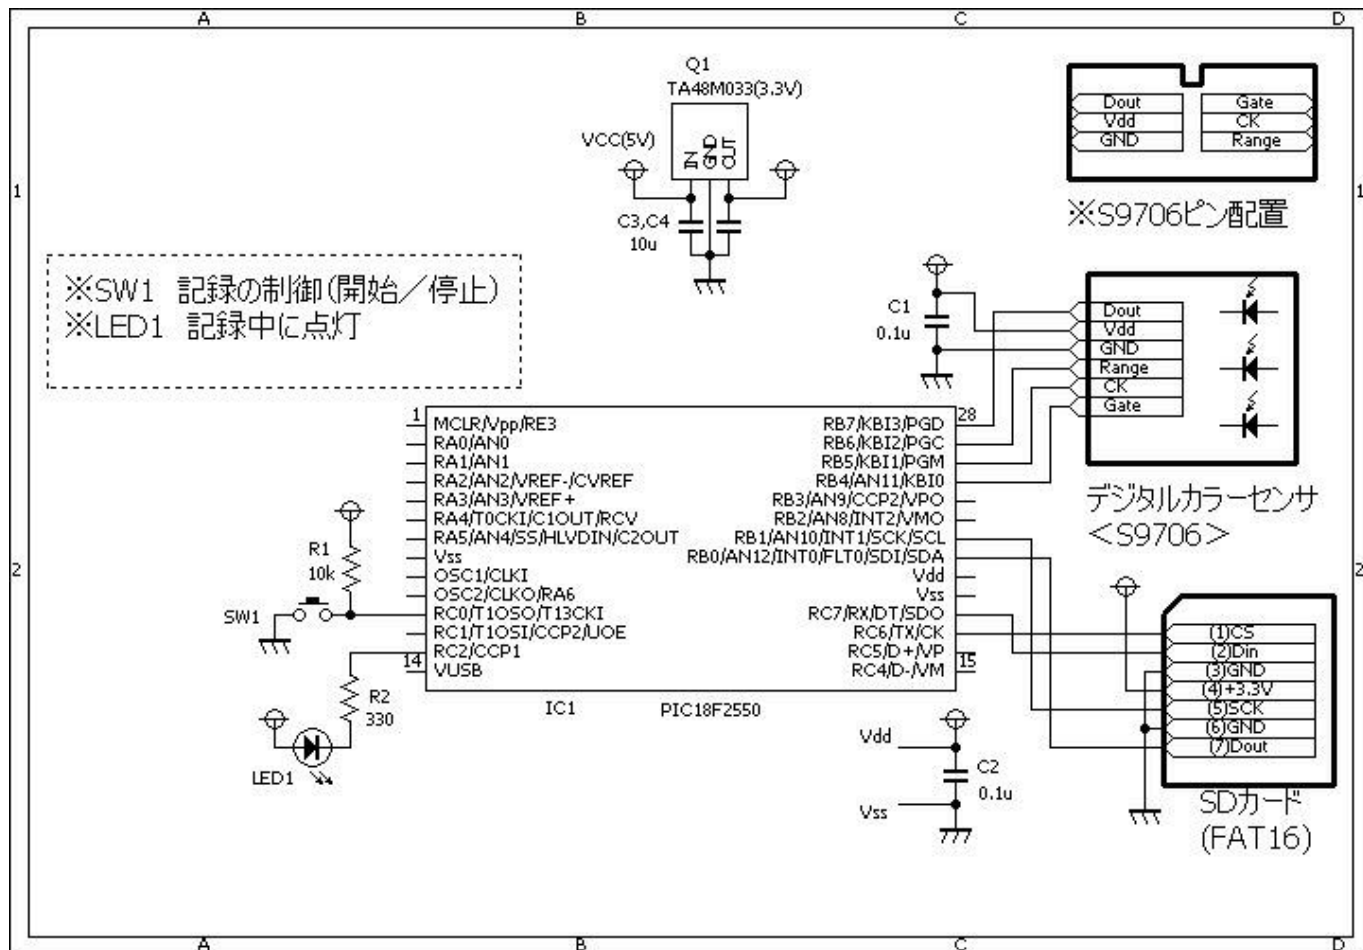 A
B
C
D
1
2
1
2
A
B
C
D
Q1
TA48M033(3.3V)
VCC(5V)
IN
GND
OUT
C3,C4
10u
Dout
Vdd
GND
Gate
CK
Range
※S9706ピン配置
※SW1 記録の制御(開始／停止)
※LED1 記録中に点灯
C1
0.1u
Dout
Vdd
GND
Range
CK
Gate
デジタルカラーセンサ
<S9706>
1
MCLR/Vpp/RE3
RA0/AN0
RA1/AN1
RA2/AN2/VREF-/CVREF
RA3/AN3/VREF+
RA4/T0CKI/C1OUT/RCV
RA5/AN4/SS/HLVDIN/C2OUT
Vss
OSC1/CLKI
OSC2/CLKO/RA6
RC0/T1OSO/T13CKI
RC1/T1OSI/CCP2/UOE
RC2/CCP1
14
VUSB
28
RB7/KBI3/PGD
RB6/KBI2/PGC
RB5/KBI1/PGM
RB4/AN11/KBI0
RB3/AN9/CCP2/VPO
RB2/AN8/INT2/VMO
RB1/AN10/INT1/SCK/SCL
RB0/AN12/INT0/FLT0/SDI/SDA
Vdd
Vss
RC7/RX/DT/SDO
RC6/TX/CK
RC5/D+/VP
15
RC4/D-/VM
IC1
PIC18F2550
R1
10k
SW1
R2
330
LED1
Vdd
Vss
C2
0.1u
(1)CS
(2)Din
(3)GND
(4)+3.3V
(5)SCK
(6)GND
(7)Dout
SDカード
(FAT16)